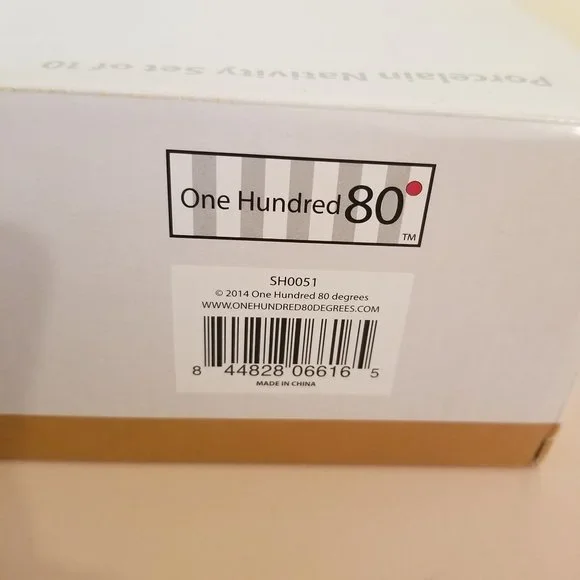 Porcelain Nativity Set of 10
One Hundred 80°
TM
SH0051
© 2014 One Hundred 80 degrees
WWW.ONEHUNDRED80DEGREES.COM
8 44828 06616 5
MADE IN CHINA